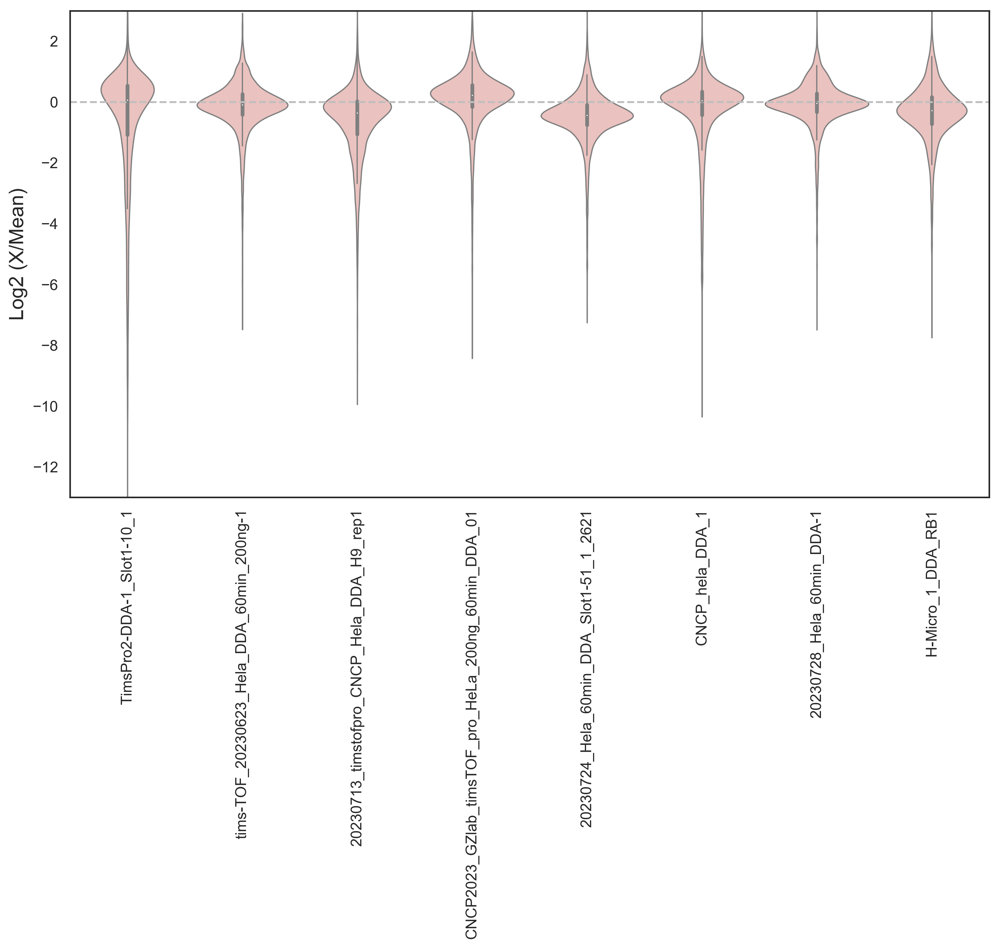 2
0
−2
−4
−6
−8
−10
−12
Log2 (X/Mean)
TimsPro2-DDA-1_Slot1-10_1
tims-TOF_20230623_Hela_DDA_60min_200ng-1
20230713_timstofpro_CNCP_Hela_DDA_H9_rep1
CNCP2023_GZlab_timsTOF_pro_HeLa_200ng_60min_DDA_01
20230724_Hela_60min_DDA_Slot1-51_1_2621
CNCP_hela_DDA_1
20230728_Hela_60min_DDA-1
H-Micro_1_DDA_RB1